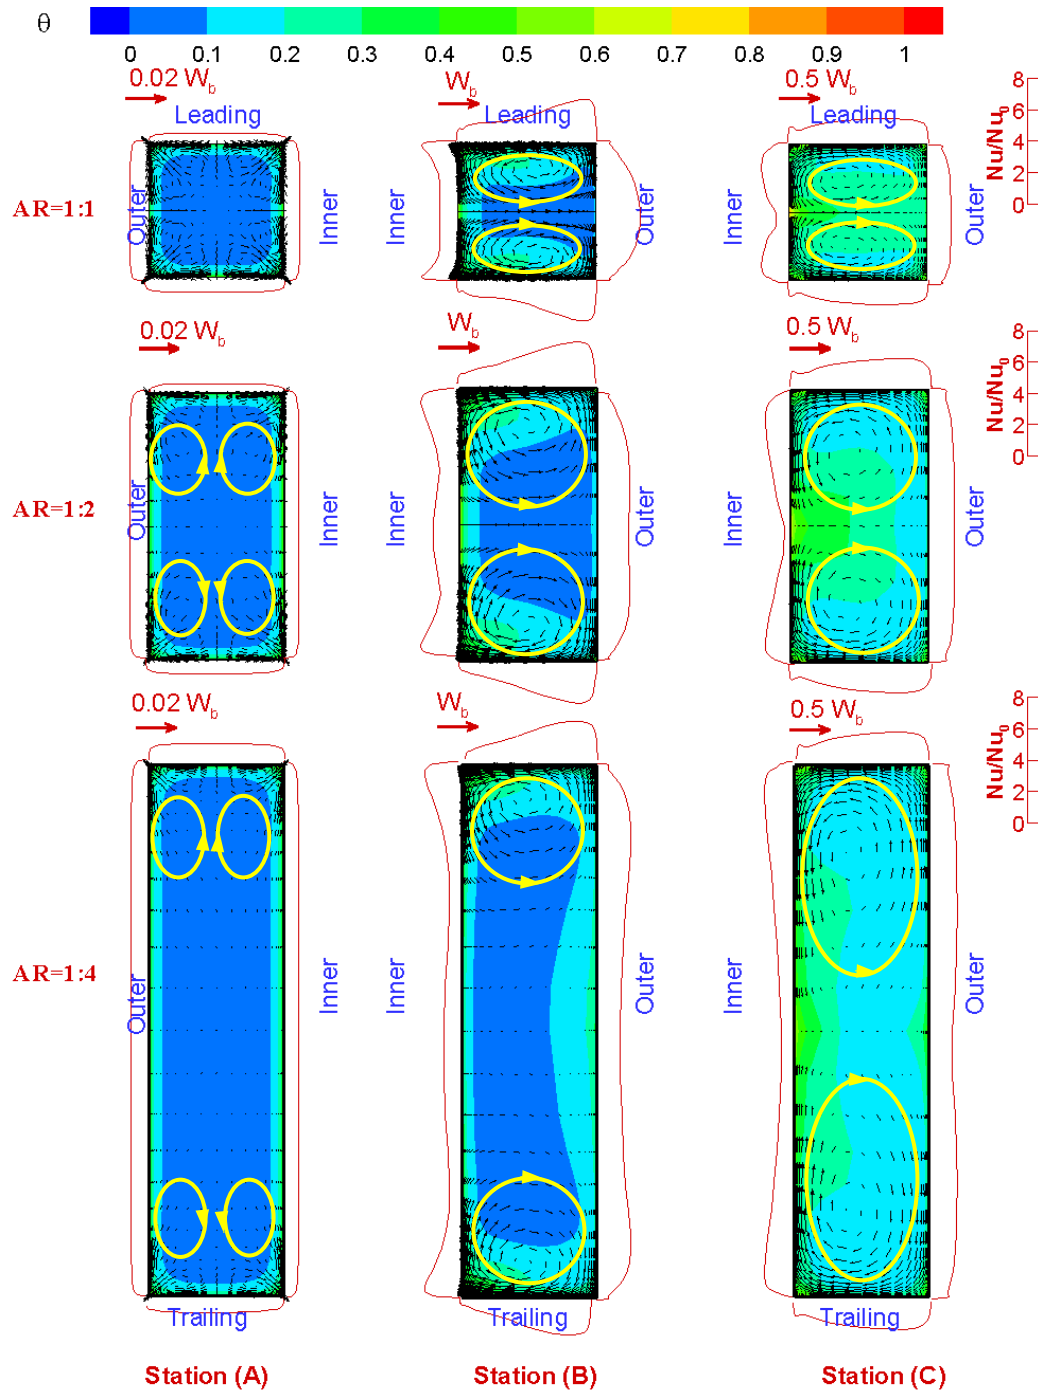 θ
0 0.1 0.2 0.3 0.4 0.5 0.6 0.7 0.8 0.9 1
0.02 W_b W_b 0.5 W_b 8
Leading Leading Leading 6
4
2
0
Nu/Nu_0
AR=1:1 Outer Inner Inner Outer Inner Outer
0.02 W_b W_b 0.5 W_b 8
6
4
2
0
Nu/Nu_0
AR=1:2 Outer Inner Inner Outer Inner Outer
0.02 W_b W_b 0.5 W_b 8
6
4
2
0
Nu/Nu_0
AR=1:4 Outer Inner Inner Outer Inner Outer
Trailing Trailing Trailing
Station (A) Station (B) Station (C)